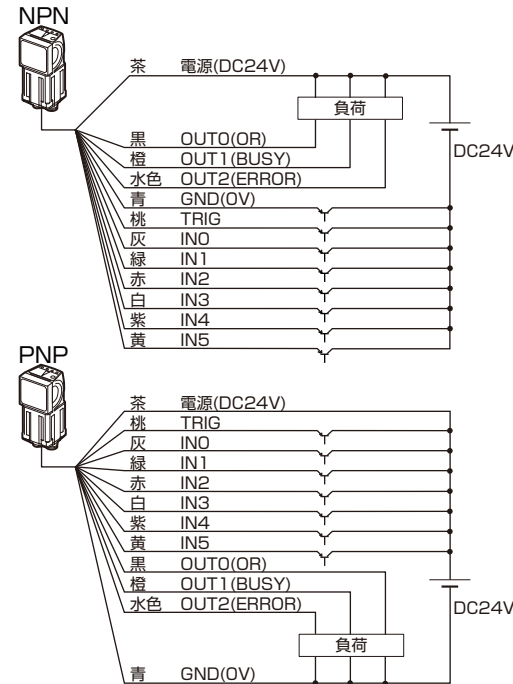 NPN
茶 電源(DC24V)
負荷
DC24V
黒 OUT0(OR)
橙 OUT1(BUSY)
水色 OUT2(ERROR)
青 GND(0V)
桃 TRIG
灰 IN0
緑 IN1
赤 IN2
白 IN3
紫 IN4
黄 IN5
PNP
茶 電源(DC24V)
桃 TRIG
灰 IN0
緑 IN1
赤 IN2
白 IN3
紫 IN4
黄 IN5
黒 OUT0(OR)
橙 OUT1(BUSY)
水色 OUT2(ERROR)
DC24V
負荷
青 GND(0V)